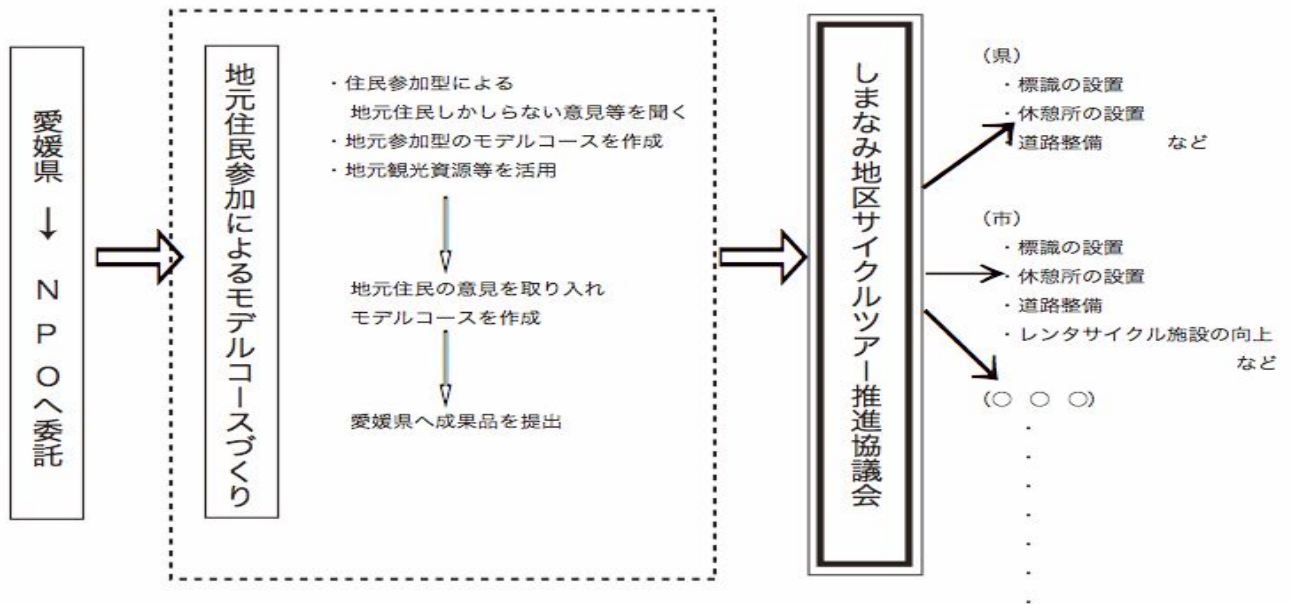 愛媛県 → NPOへ委託
地元住民参加によるモデルコースづくり
・住民参加型による
地元住民しかしらない意見等を聞く
・地元参加型のモデルコースを作成
・地元観光資源等を活用
地元住民の意見を取り入れ
モデルコースを作成
愛媛県へ成果品を提出
しまなみ地区サイクルツアー推進協議会
(県)
・標識の設置
・休憩所の設置
・道路整備 など
(市)
・標識の設置
・休憩所の設置
・道路整備
・レンタサイクル施設の向上
など
(○ ○ ○)
・
・
・
・
・
・
・